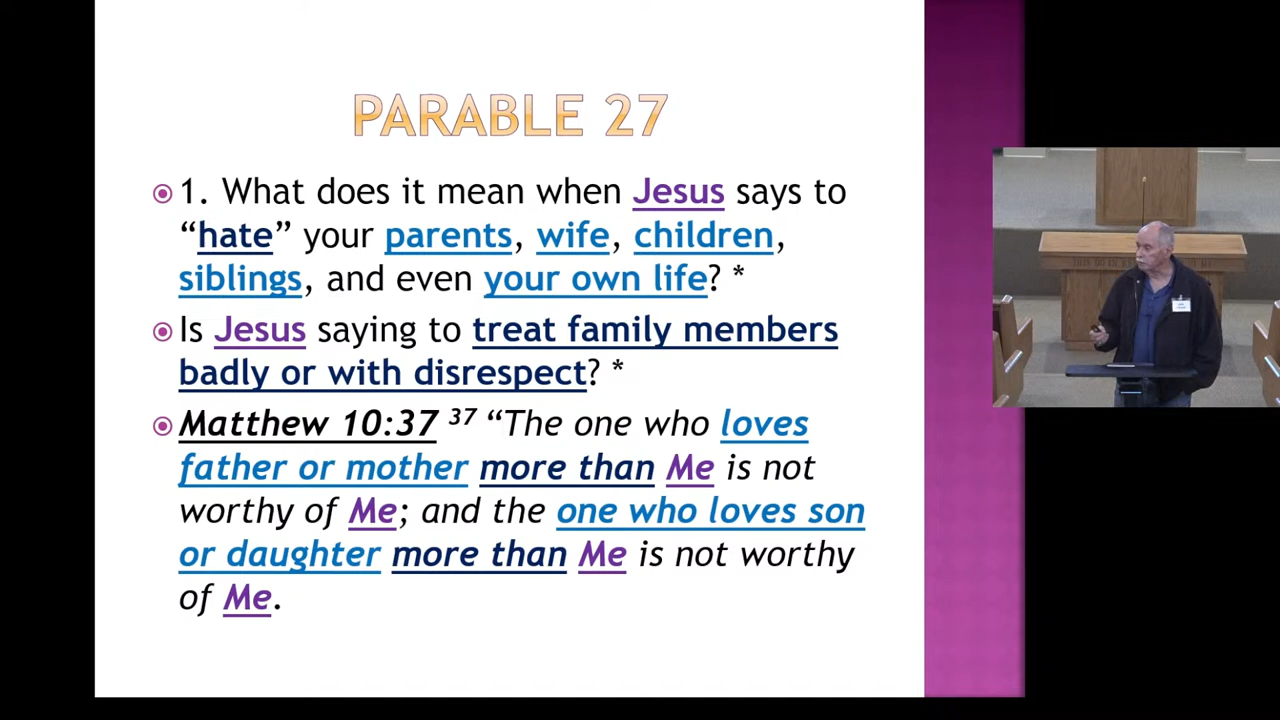 PARABLE 27
1. What does it mean when Jesus says to
“hate” your parents, wife, children,
siblings, and even your own life? *
Is Jesus saying to treat family members
badly or with disrespect? *
Matthew 10:37 ³⁷ “The one who loves
father or mother more than Me is not
worthy of Me; and the one who loves son
or daughter more than Me is not worthy
of Me.